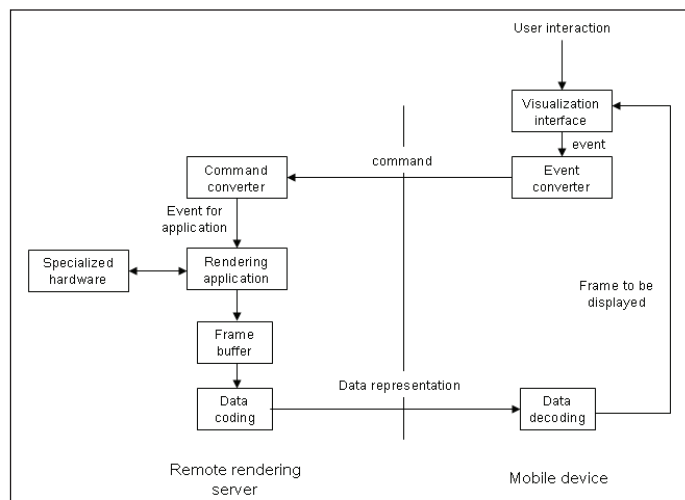 User interaction
Visualization
interface
event
command
Command
converter
Event
converter
Event for
application
Specialized
hardware
Rendering
application
Frame to be
displayed
Frame
buffer
Data representation
Data
coding
Data
decoding
Remote rendering
server
Mobile device